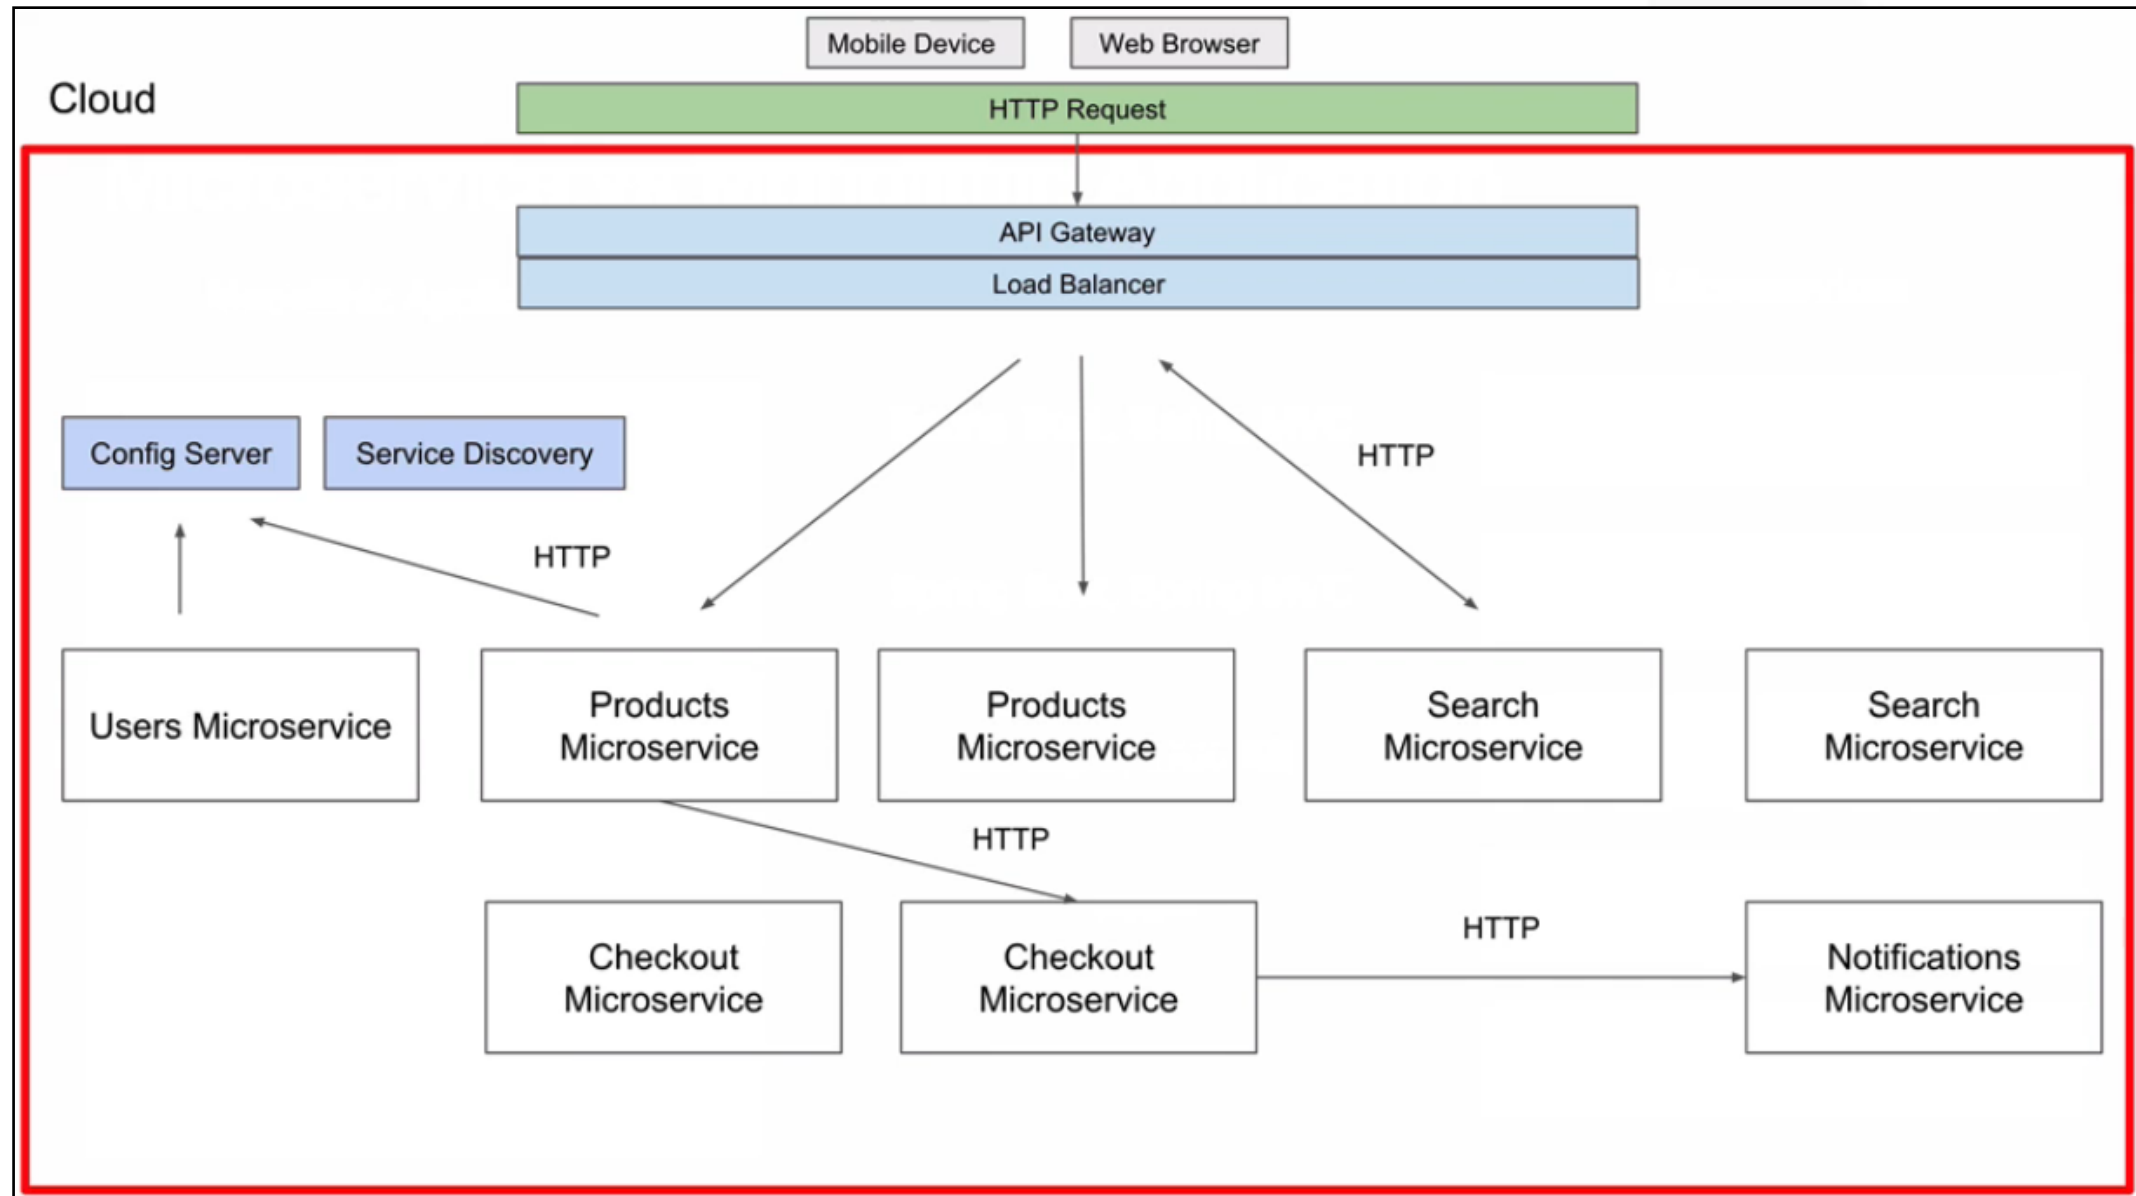 Mobile Device
Web Browser
Cloud
HTTP Request
API Gateway
Load Balancer
Config Server
Service Discovery
HTTP
HTTP
Users Microservice
Products
Microservice
Products
Microservice
Search
Microservice
Search
Microservice
HTTP
Checkout
Microservice
Checkout
Microservice
HTTP
Notifications
Microservice